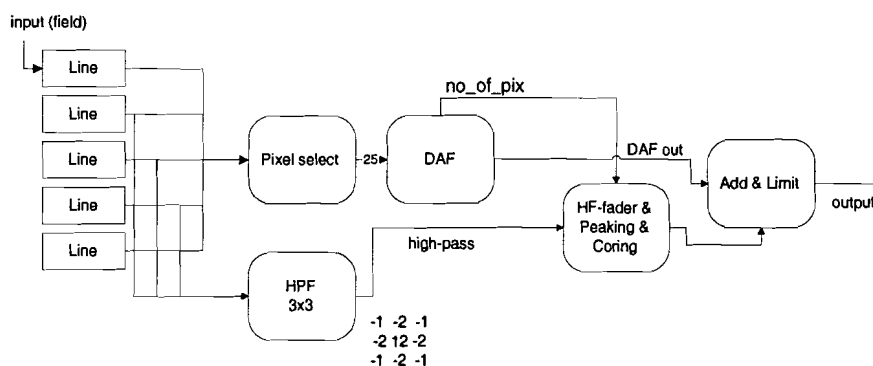 input (field)
Line
Line
Line
Line
Line
Pixel select
25
DAF
no_of_pix
DAF out
Add & Limit
output
HF-fader &
Peaking &
Coring
high-pass
HPF
3x3
-1 -2 -1
-2 12 -2
-1 -2 -1